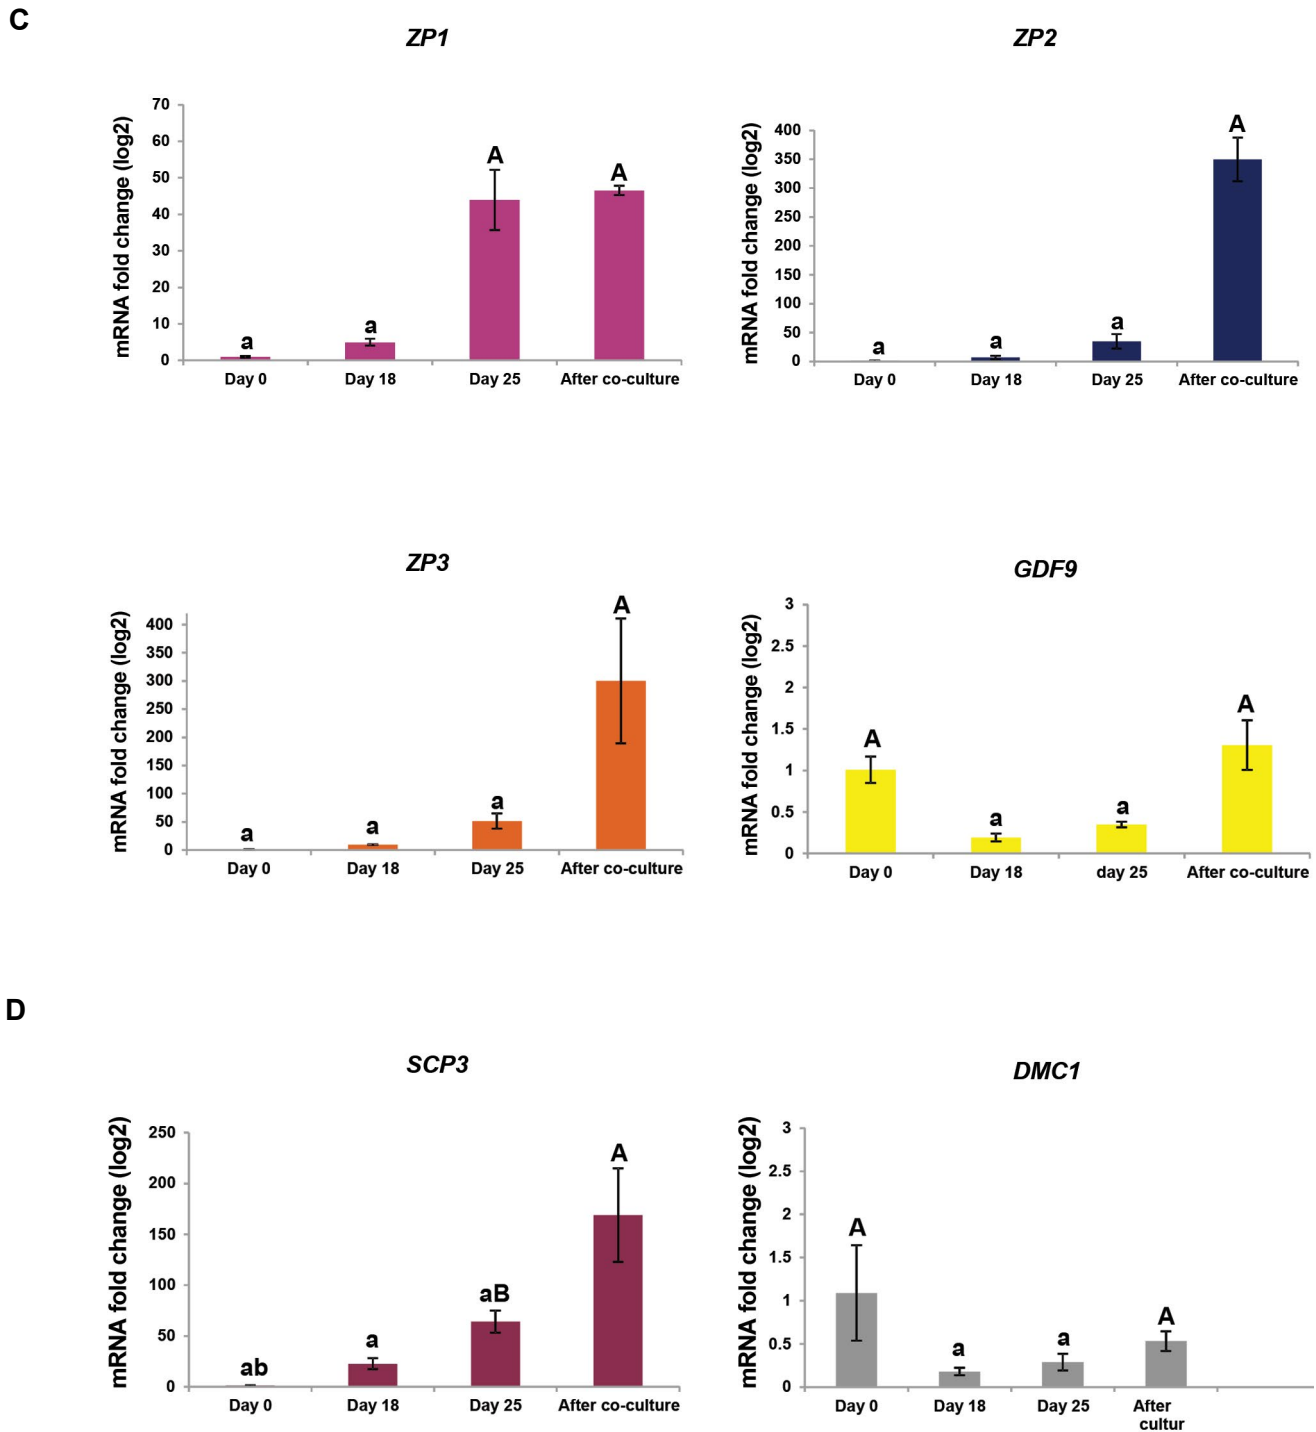 C
ZP1
mRNA fold change (log2)
70
60
50
40
30
20
10
0
a
a
A
A
Day 0 Day 18 Day 25 After co-culture
ZP2
mRNA fold change (log2)
400
350
300
250
200
150
100
50
0
a
a
a
A
Day 0 Day 18 Day 25 After co-culture
ZP3
mRNA fold change (log2)
400
350
300
250
200
150
100
50
0
a
a
a
A
Day 0 Day 18 Day 25 After co-culture
GDF9
mRNA fold change (log2)
3
2.5
2
1.5
1
0.5
0
A
a
a
A
Day 0 Day 18 day 25 After co-culture
D
SCP3
mRNA fold change (log2)
250
200
150
100
50
0
ab
a
aB
A
Day 0 Day 18 Day 25 After co-culture
DMC1
mRNA fold change (log2)
3
2.5
2
1.5
1
0.5
0
A
a
a
A
Day 0 Day 18 Day 25 After
cultur